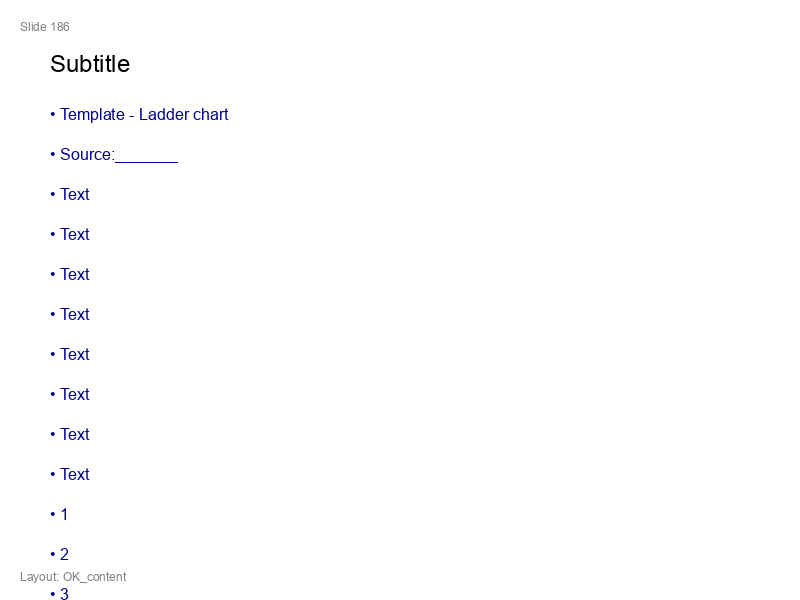 Slide 186
Subtitle
• Template - Ladder chart
• Source:_______
• Text
• Text
• Text
• Text
• Text
• Text
• Text
• Text
• 1
• 2
Layout: OK_content
• 3